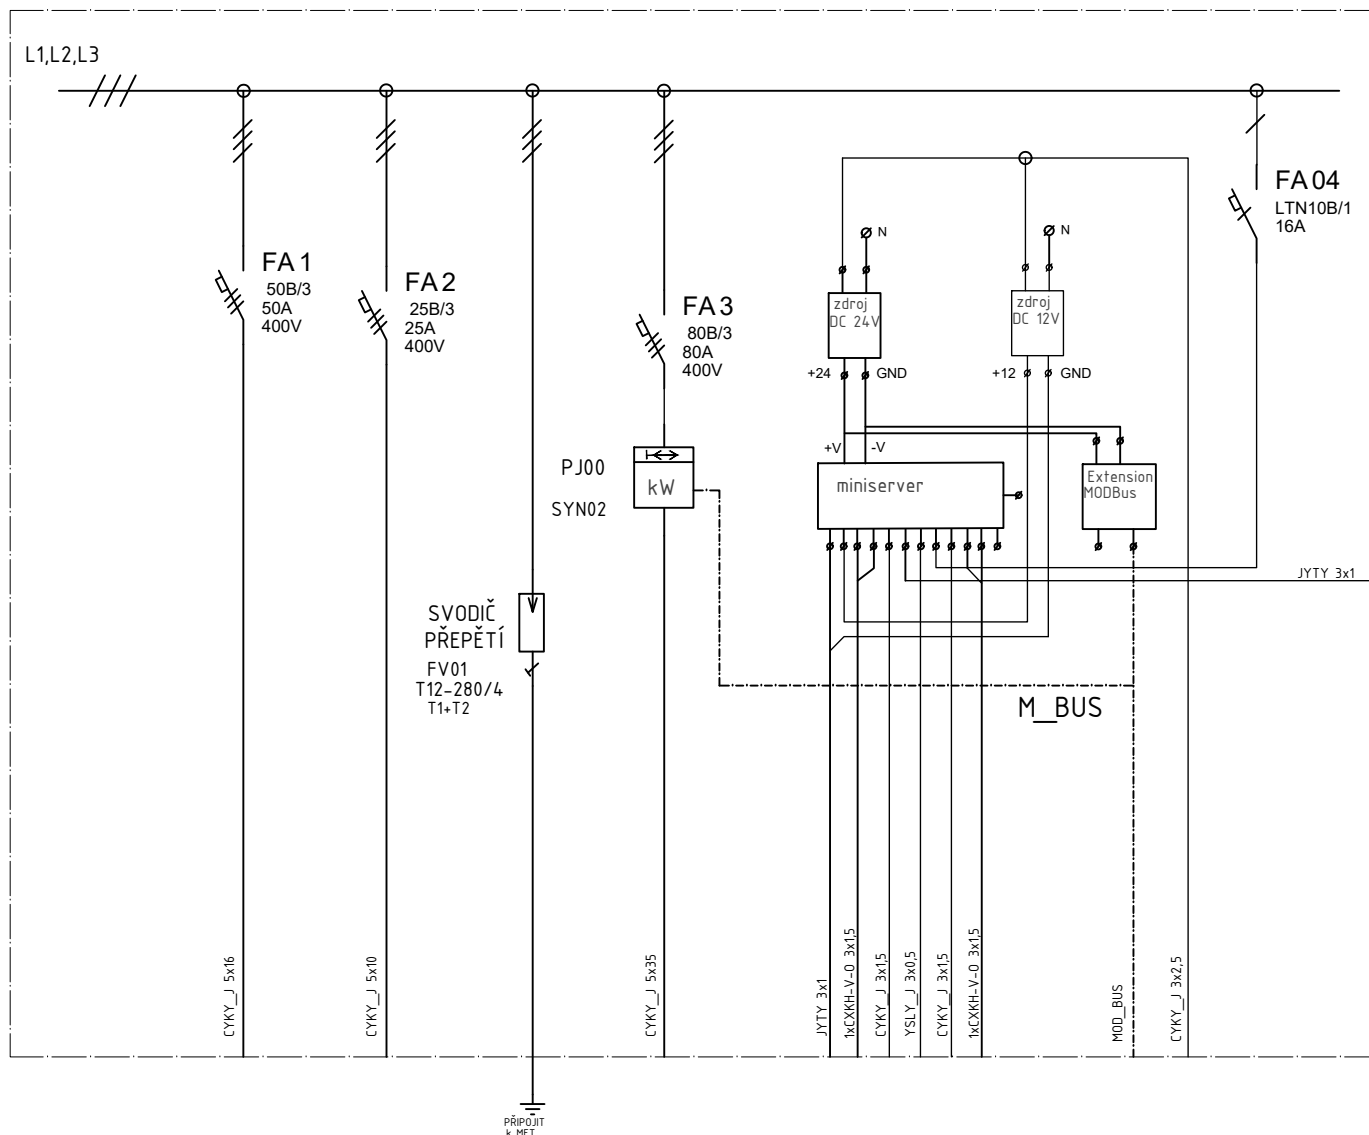 L1,L2,L3
FA1
50B/3
50A
400V
FA2
25B/3
25A
400V
SVODIČ
PŘEPĚTÍ
FV01
T12-280/4
T1+T2
FA3
80B/3
80A
400V
PJ00
SYN02
kW
N
zdroj
DC 24V
+24
GND
N
zdroj
DC 12V
+12
GND
+V
-V
miniserver
Extension
MODBus
FA04
LTN10B/1
16A
JYTY 3x1
M_BUS
CYKY_J 5x16
CYKY_J 5x10
CYKY_J 5x35
JYTY 3x1
1xCXKH-V-O 3x1,5
CYKY_J 3x1,5
YSLY_J 3x0,5
CYKY_J 3x1,5
1xCXKH-V-O 3x1,5
MOD_BUS
CYKY_J 3x2,5
PŘIPOJIT
k MET